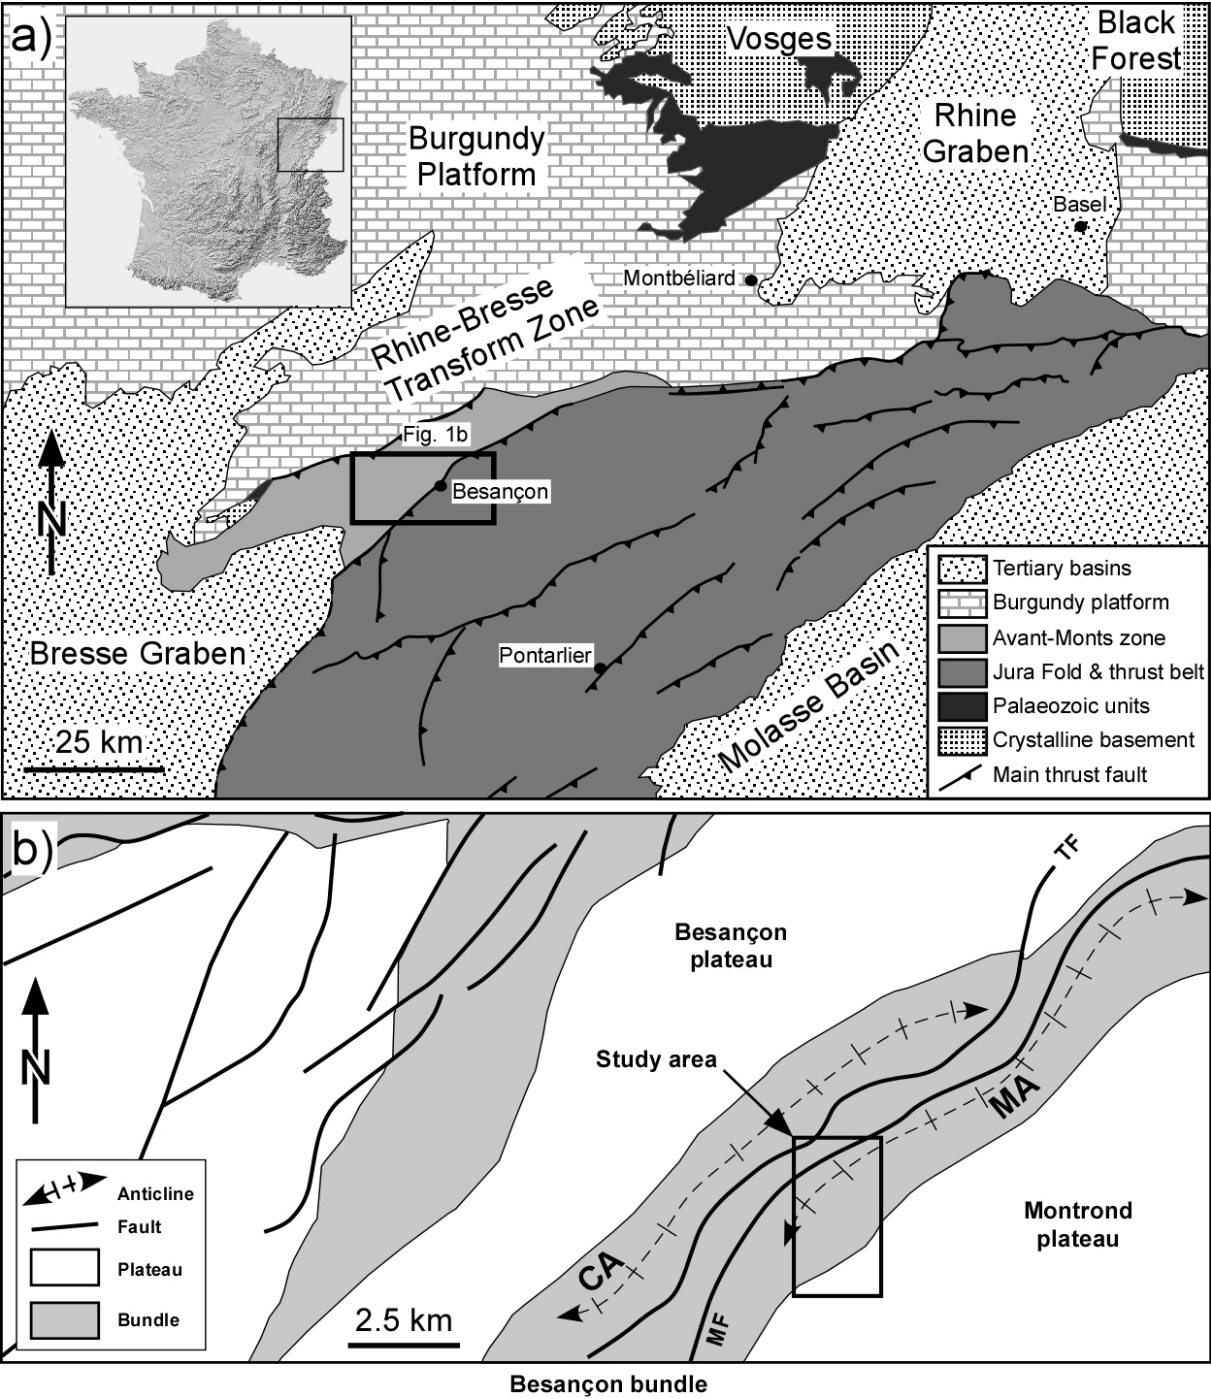 a)
Vosges
Black
Forest
Rhine
Graben
Burgundy
Platform
Basel
Montbéliard
Rhine-Bresse
Transform Zone
Fig. 1b
Besançon
N
Bresse Graben
Pontarlier
Molasse Basin
25 km
Tertiary basins
Burgundy platform
Avant-Monts zone
Jura Fold & thrust belt
Palaeozoic units
Crystalline basement
Main thrust fault
b)
TF
Besançon
plateau
N
Study area
MA
Montrond
plateau
CA
MF
Anticline
Fault
Plateau
Bundle
2.5 km
Besançon bundle